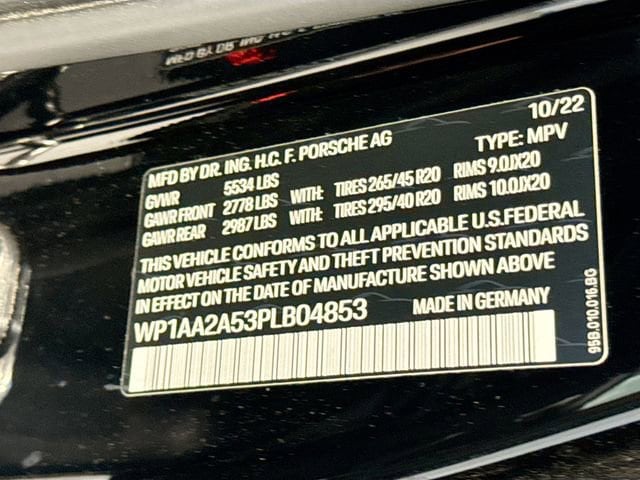 10/22
MFD BY DR. ING. H.C. F. PORSCHE AG TYPE: MPV
GVWR 5534 LBS
GAWR FRONT 2778 LBS WITH: TIRES 265/45 R20 RIMS 9.0JX20
GAWR REAR 2987 LBS WITH: TIRES 295/40 R20 RIMS 10.0JX20
THIS VEHICLE CONFORMS TO ALL APPLICABLE U.S.FEDERAL
MOTOR VEHICLE SAFETY AND THEFT PREVENTION STANDARDS
IN EFFECT ON THE DATE OF MANUFACTURE SHOWN ABOVE
WP1AA2A53PLB04853 MADE IN GERMANY
95B.010.016.BG